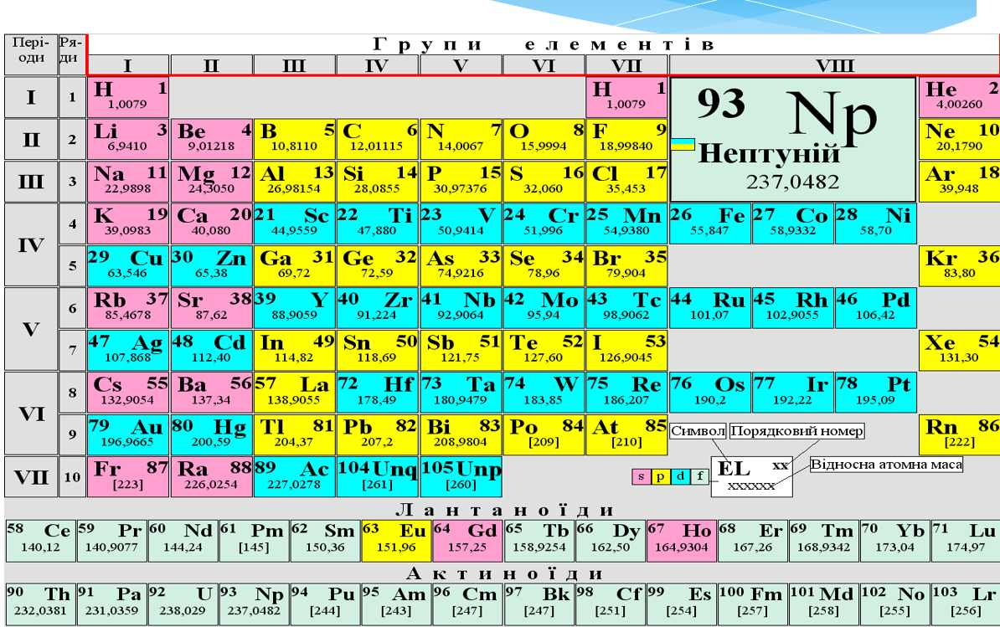 Г р у п и   е л е м е н т і в
Пері-
оди
Ря-
ди
I II III IV V VI VII VIII
I 1 H 1 H 1 He 2
1,0079 1,0079 4,00260
93 Np
Нептуній
237,0482
II 2 Li 3 Be 4 B 5 C 6 N 7 O 8 F 9 Ne 10
6,9410 9,01218 10,8110 12,01115 14,0067 15,9994 18,99840 20,1790
III 3 Na 11 Mg 12 Al 13 Si 14 P 15 S 16 Cl 17 Ar 18
22,9898 24,3050 26,98154 28,0855 30,97376 32,060 35,453 39,948
IV 4 K 19 Ca 20 21 Sc 22 Ti 23 V 24 Cr 25 Mn 26 Fe 27 Co 28 Ni
39,0983 40,080 44,9559 47,880 50,9414 51,996 54,9380 55,847 58,9332 58,70
5 29 Cu 30 Zn Ga 31 Ge 32 As 33 Se 34 Br 35 Kr 36
63,546 65,38 69,72 72,59 74,9216 78,96 79,904 83,80
V 6 Rb 37 Sr 38 39 Y 40 Zr 41 Nb 42 Mo 43 Tc 44 Ru 45 Rh 46 Pd
85,4678 87,62 88,9059 91,224 92,9064 95,94 98,9062 101,07 102,9055 106,42
7 47 Ag 48 Cd In 49 Sn 50 Sb 51 Te 52 I 53 Xe 54
107,868 112,40 114,82 118,69 121,75 127,60 126,9045 131,30
VI 8 Cs 55 Ba 56 57 La 72 Hf 73 Ta 74 W 75 Re 76 Os 77 Ir 78 Pt
132,9054 137,34 138,9055 178,49 180,9479 183,85 186,207 190,2 192,22 195,09
9 79 Au 80 Hg Tl 81 Pb 82 Bi 83 Po 84 At 85 Rn 86
196,9665 200,59 204,37 207,2 208,9804 [209] [210] [222]
Символ Порядковий номер
VII 10 Fr 87 Ra 88 89 Ac 104 Unq 105 Unp
[223] 226,0254 227,0278 [261] [260]
s p d f
EL xx
xxxxxx
Відносна атомна маса
Л а н т а н о ї д и
58 Ce 59 Pr 60 Nd 61 Pm 62 Sm 63 Eu 64 Gd 65 Tb 66 Dy 67 Ho 68 Er 69 Tm 70 Yb 71 Lu
140,12 140,9077 144,24 [145] 150,36 151,96 157,25 158,9254 162,50 164,9304 167,26 168,9342 173,04 174,97
А к т и н о ї д и
90 Th 91 Pa 92 U 93 Np 94 Pu 95 Am 96 Cm 97 Bk 98 Cf 99 Es 100 Fm 101 Md 102 No 103 Lr
232,0381 231,0359 238,029 237,0482 [244] [243] [247] [247] [251] [254] [257] [258] [255] [256]